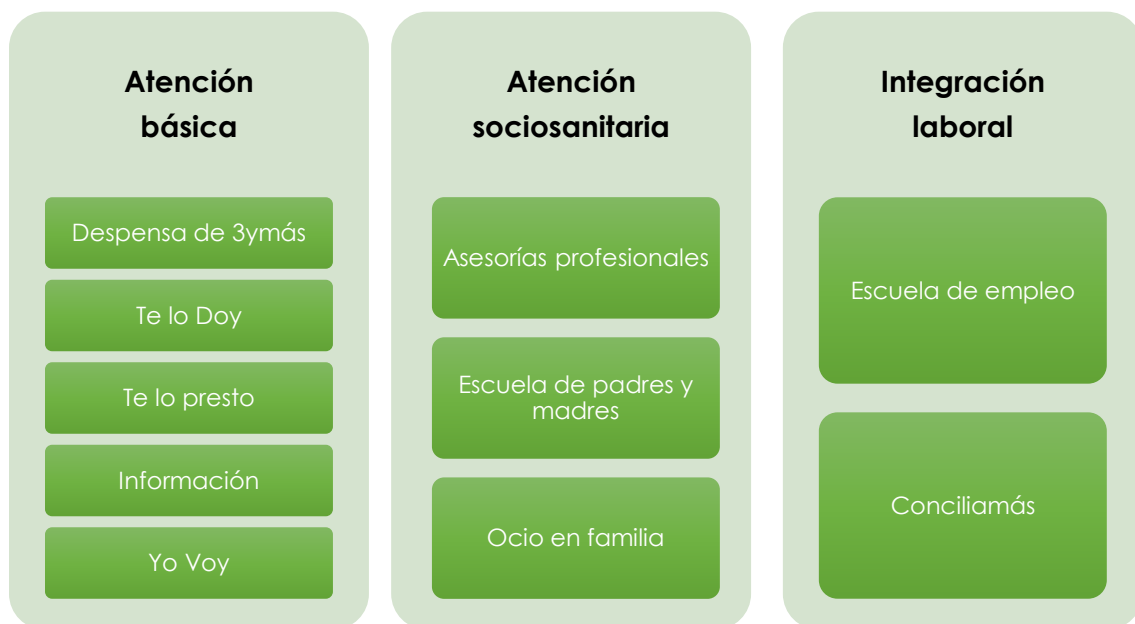 Atención
básica
Despensa de 3ymás
Te lo Doy
Te lo presto
Información
Yo Voy
Atención
sociosanitaria
Asesorías profesionales
Escuela de padres y
madres
Ocio en familia
Integración
laboral
Escuela de empleo
Conciliamás